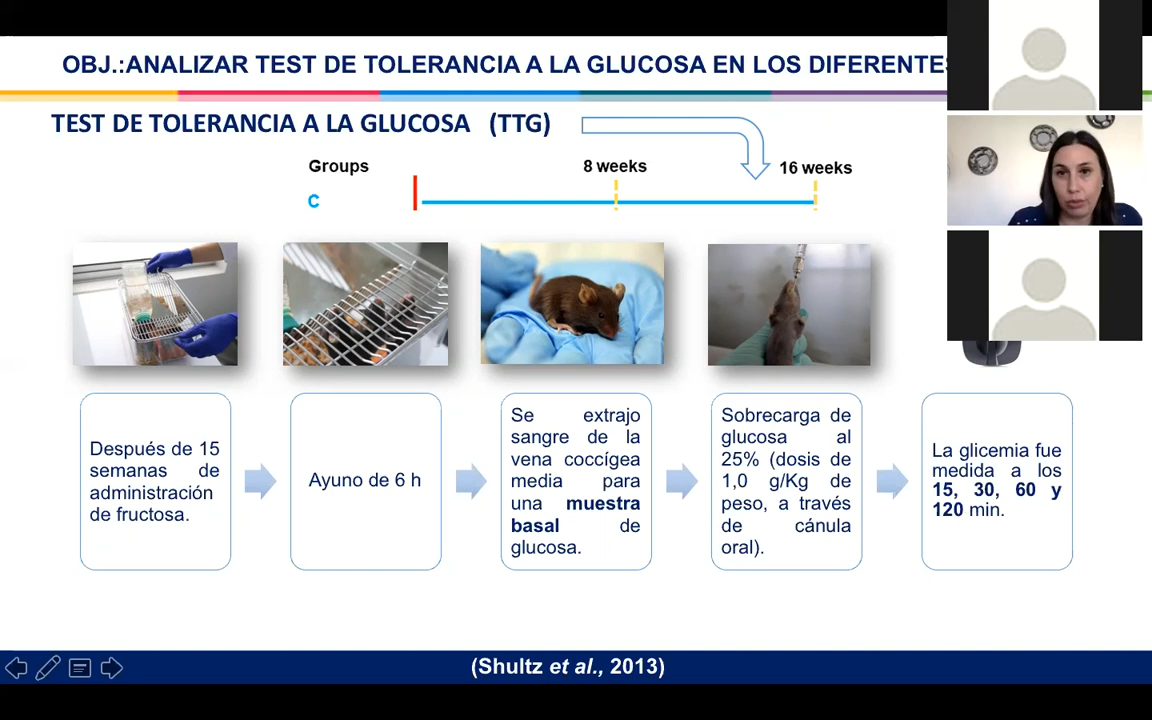 OBJ.:ANALIZAR TEST DE TOLERANCIA A LA GLUCOSA EN LOS DIFERENTES
TEST DE TOLERANCIA A LA GLUCOSA (TTG)
Groups
8 weeks
16 weeks
C
Después de 15
semanas de
administración
de fructosa.
Ayuno de 6 h
Se extrajo
sangre de la
vena coccígea
media para
una muestra
basal de
glucosa.
Sobrecarga de
glucosa al
25% (dosis de
1,0 g/Kg de
peso, a través
de cánula
oral).
La glicemia fue
medida a los
15, 30, 60 y
120 min.
(Shultz et al., 2013)